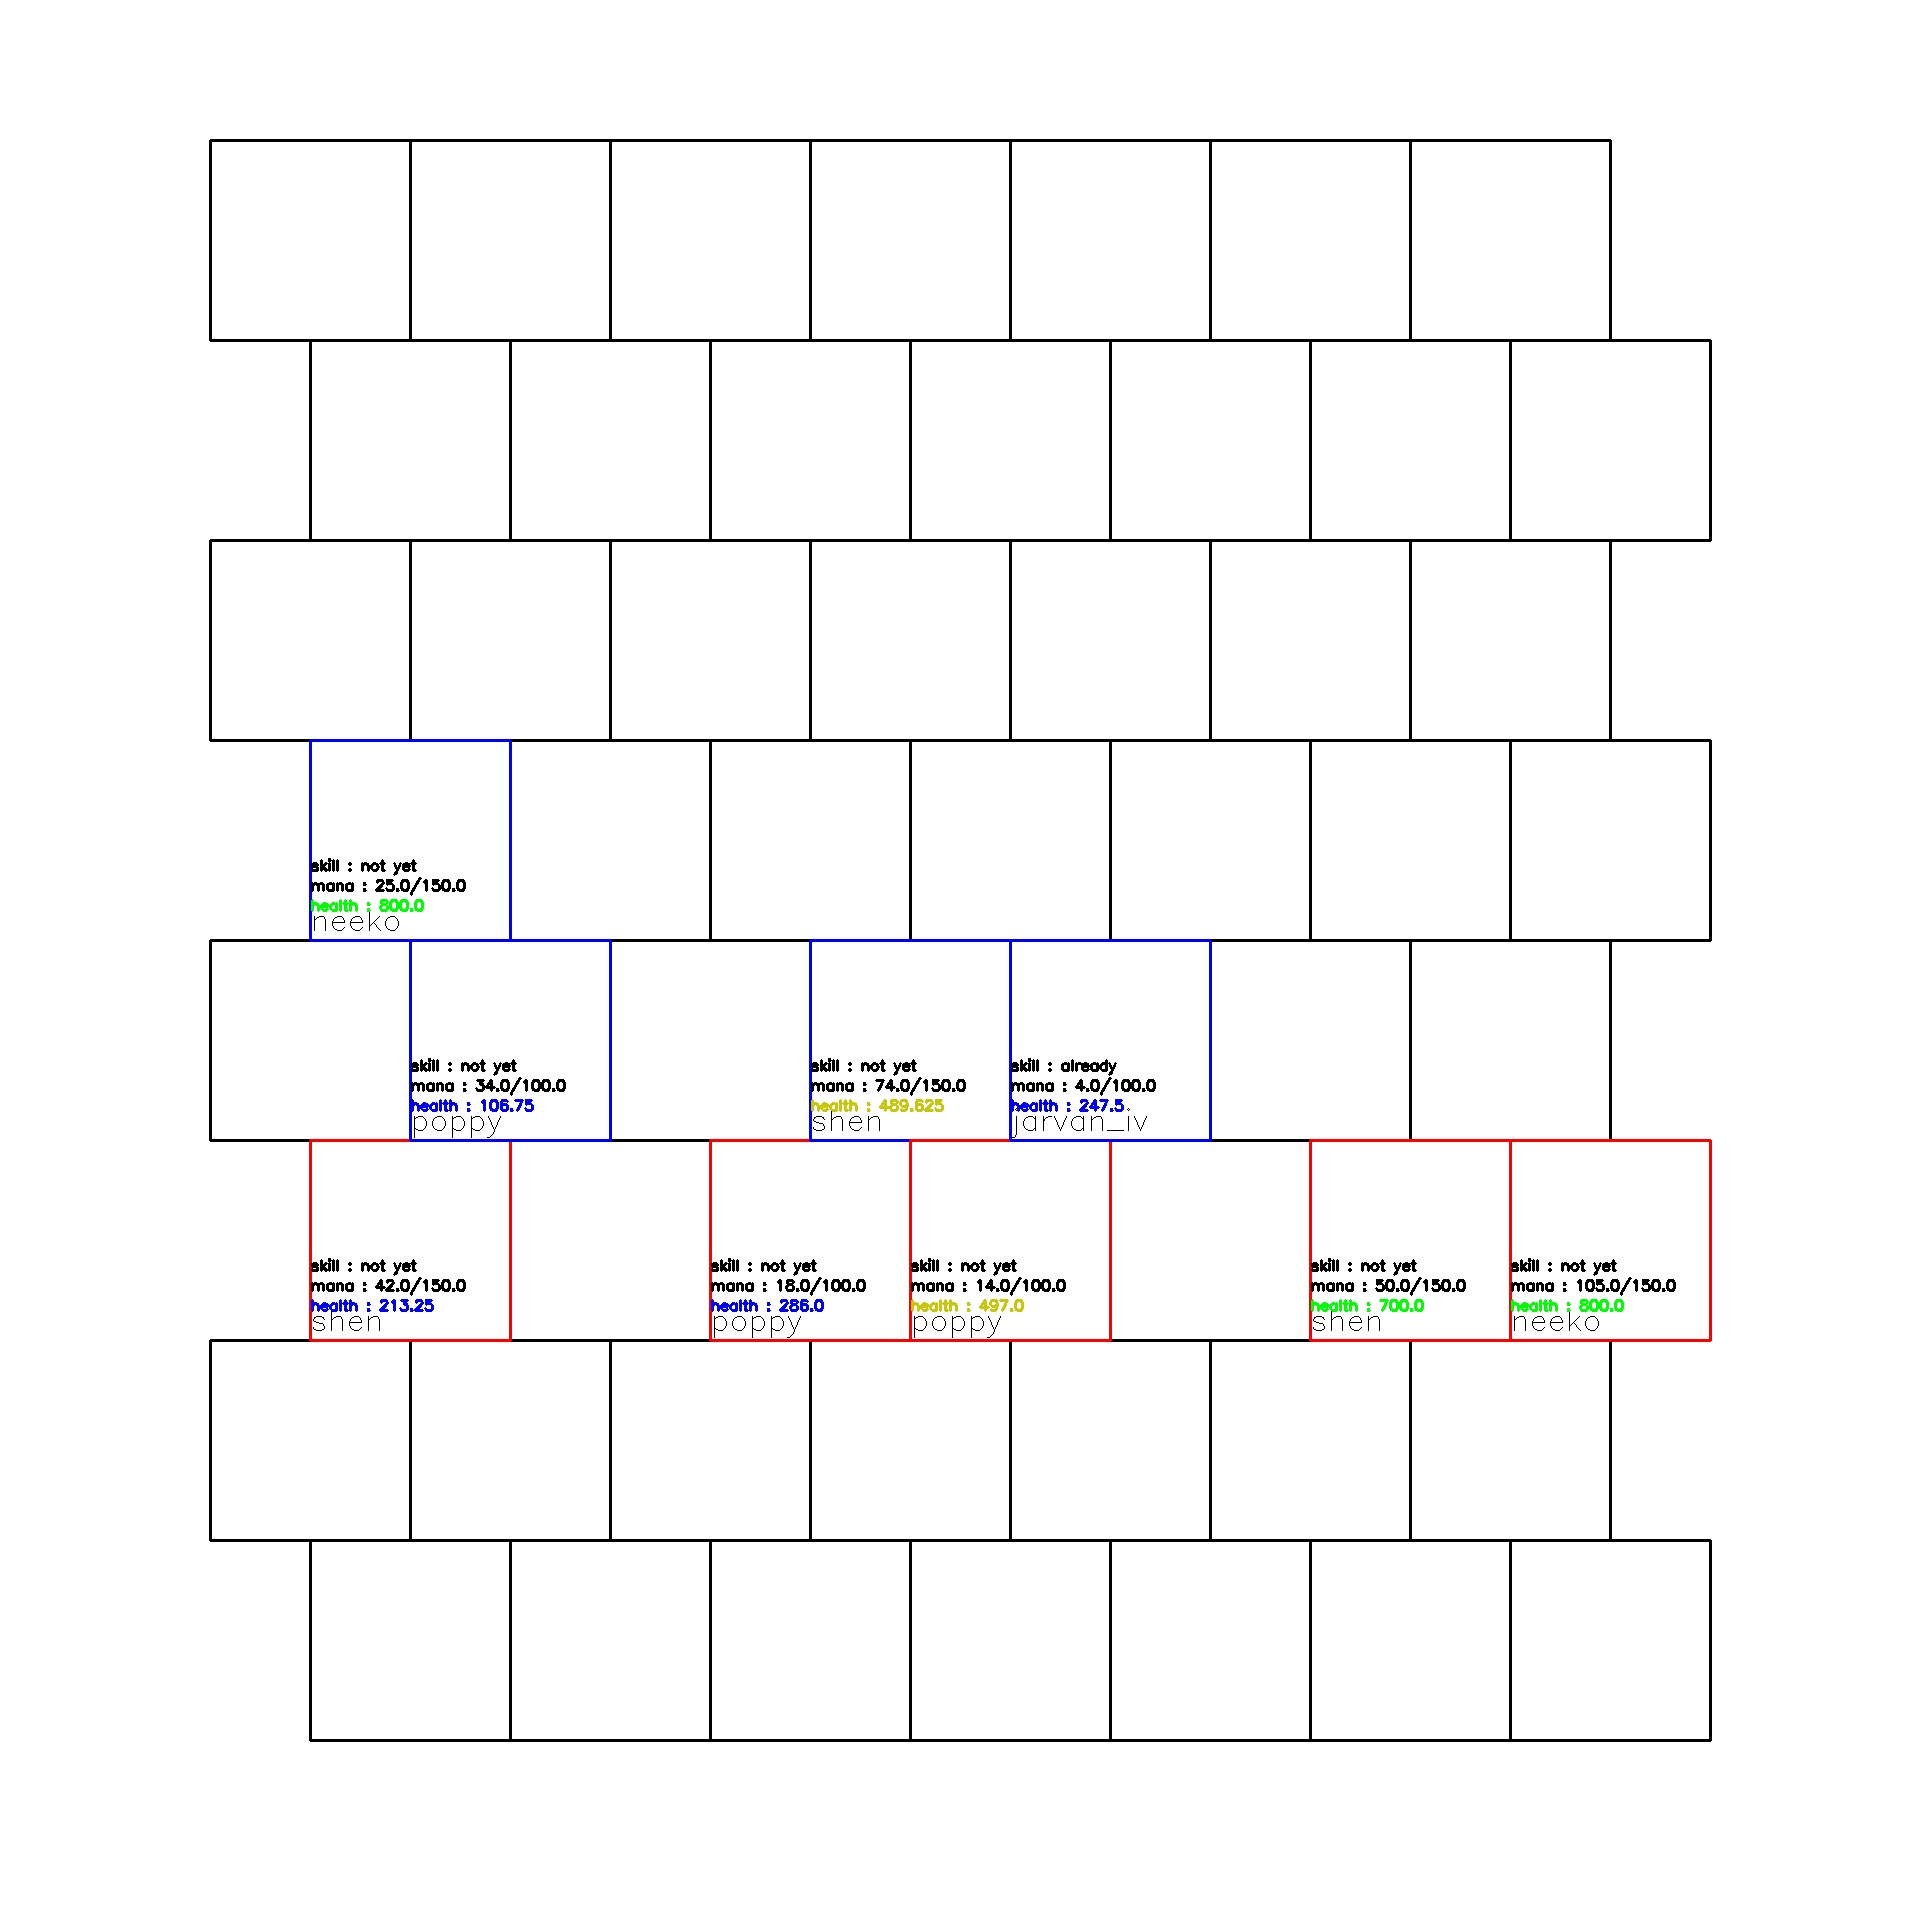 skill : not yet
mana : 25.0/150.0
health : 800.0
neeko
skill : not yet
mana : 34.0/100.0
health : 106.75
poppy
skill : not yet
mana : 74.0/150.0
health : 489.625
shen
skill : already
mana : 4.0/100.0
health : 247.5
jarvan_iv
skill : not yet
mana : 42.0/150.0
health : 213.25
shen
skill : not yet
mana : 18.0/100.0
health : 286.0
poppy
skill : not yet
mana : 14.0/100.0
health : 497.0
poppy
skill : not yet
mana : 50.0/150.0
health : 700.0
shen
skill : not yet
mana : 105.0/150.0
health : 800.0
neeko